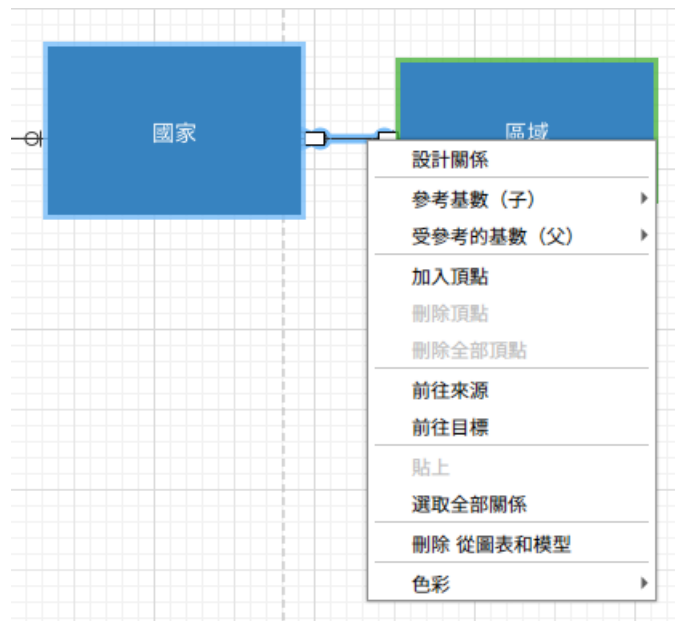 國家
區域
設計關係
參考基數（子）
受參考的基數（父）
加入頂點
刪除頂點
刪除全部頂點
前往來源
前往目標
貼上
選取全部關係
刪除 從圖表和模型
色彩